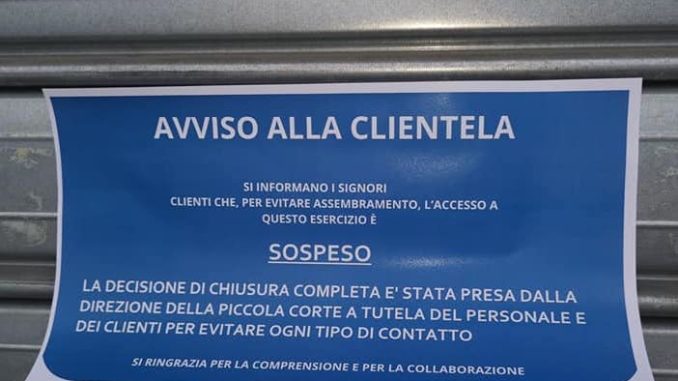 AVVISO ALLA CLIENTELA
SI INFORMANO I SIGNORI
CLIENTI CHE, PER EVITARE ASSEMBRAMENTO, L'ACCESSO A
QUESTO ESERCIZIO È
SOSPESO
LA DECISIONE DI CHIUSURA COMPLETA E' STATA PRESA DALLA
DIREZIONE DELLA PICCOLA CORTE A TUTELA DEL PERSONALE E
DEI CLIENTI PER EVITARE OGNI TIPO DI CONTATTO
SI RINGRAZIA PER LA COMPRENSIONE E PER LA COLLABORAZIONE